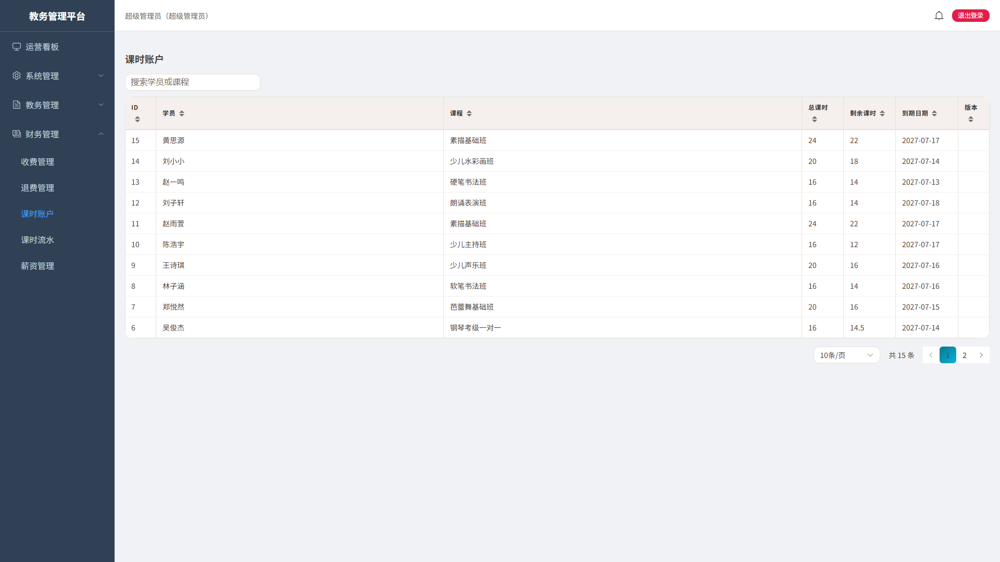 教务管理平台
超级管理员（超级管理员）
退出登录
运营看板
系统管理
教务管理
财务管理
收费管理
退费管理
课时账户
课时流水
薪资管理
课时账户
搜索学员或课程
ID 学员 课程 总课时 剩余课时 到期日期 版本
15 黄思源 素描基础班 24 22 2027-07-17
14 刘小小 少儿水彩画班 20 18 2027-07-14
13 赵一鸣 硬笔书法班 16 14 2027-07-13
12 刘子轩 朗诵表演班 16 14 2027-07-18
11 赵雨萱 素描基础班 24 22 2027-07-17
10 陈浩宇 少儿主持班 16 12 2027-07-17
9 王诗琪 少儿声乐班 20 16 2027-07-16
8 林子涵 软笔书法班 16 14 2027-07-16
7 郑悦然 芭蕾舞基础班 20 16 2027-07-15
6 吴俊杰 钢琴考级一对一 16 14.5 2027-07-14
10条/页 共 15 条 1 2